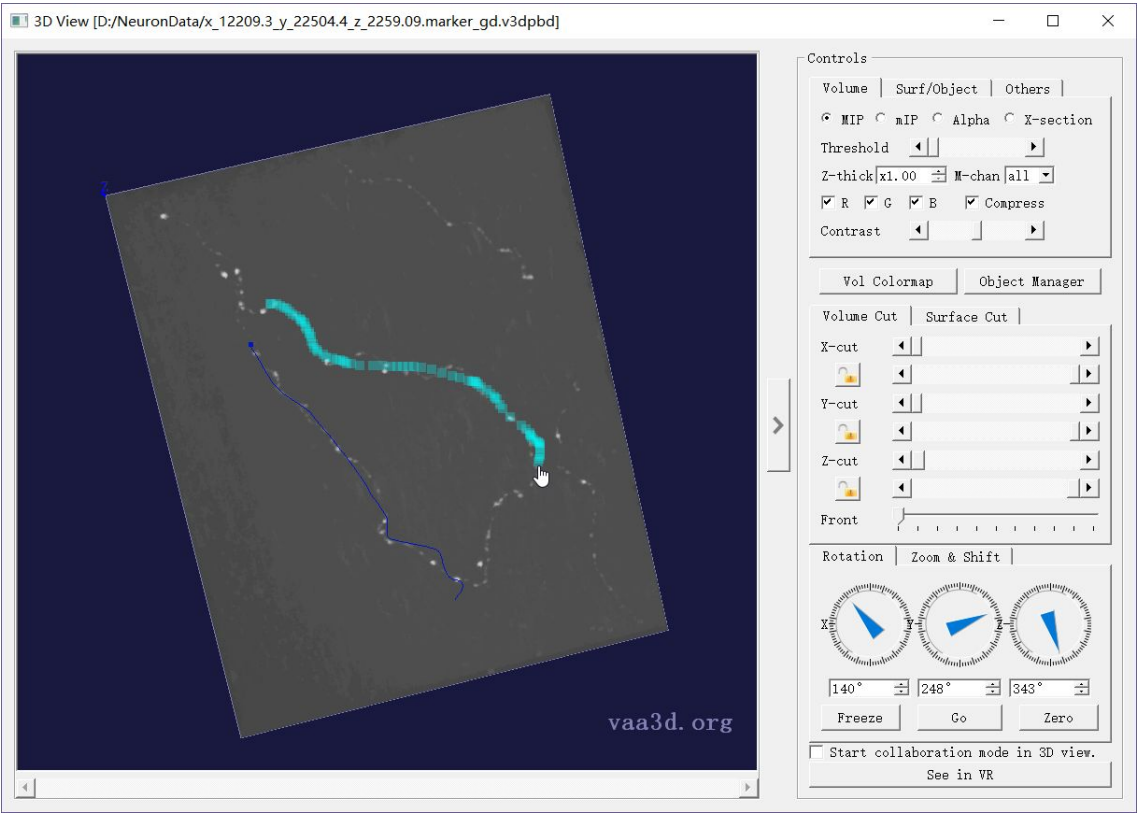 3D View [D:/NeuronData/x_12209.3_y_22504.4_z_2259.09.marker_gd.v3dpbd]
Z
vaa3d.org
Controls
Volume Surf/Object Others
MIP mIP Alpha X-section
Threshold
Z-thick x1.00 M-chan all
R G B Compress
Contrast
Vol Colormap Object Manager
Volume Cut Surface Cut
X-cut
Y-cut
Z-cut
Front
Rotation Zoom & Shift
X Y Z
140° 248° 343°
Freeze Go Zero
Start collaboration mode in 3D view.
See in VR